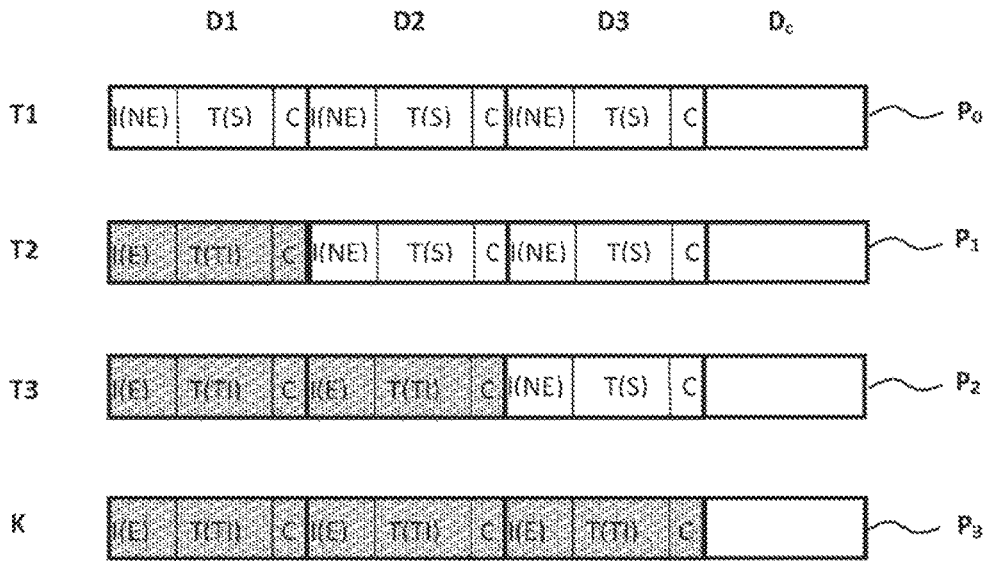 D1 D2 D3 Dc
T1 I(NE) T(S) C I(NE) T(S) C I(NE) T(S) C P0
T2 I(E) T(TI) C I(NE) T(S) C I(NE) T(S) C P1
T3 I(E) T(TI) C I(E) T(TI) C I(NE) T(S) C P2
K I(E) T(TI) C I(E) T(TI) C I(E) T(TI) C P3